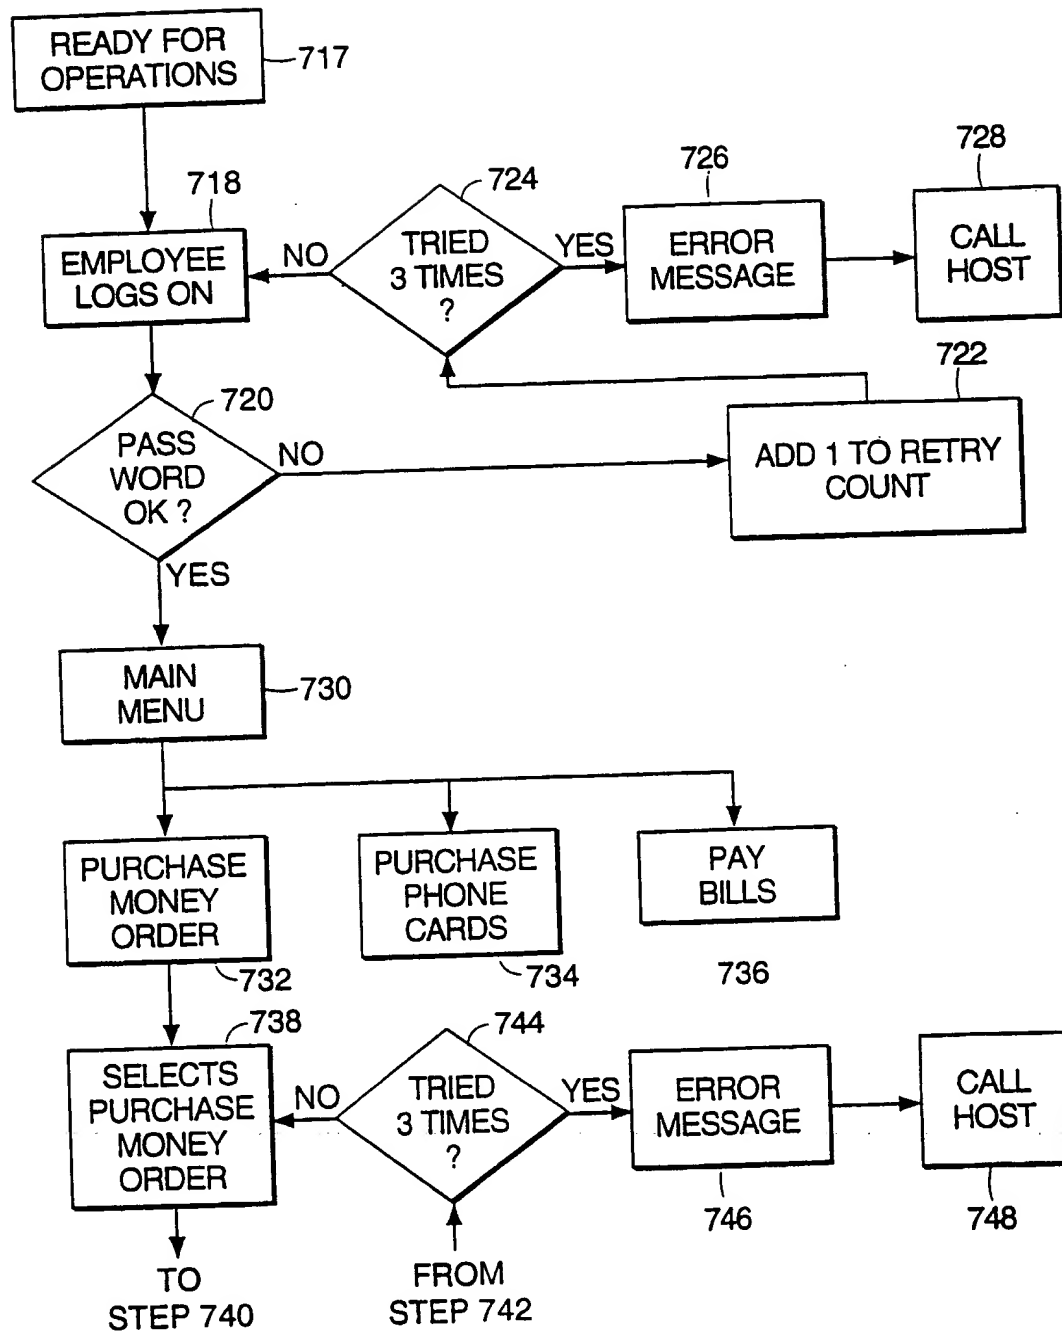 READY FOR
OPERATIONS
717
718
EMPLOYEE
LOGS ON
NO
724
TRIED
3 TIMES
?
YES
726
ERROR
MESSAGE
728
CALL
HOST
720
PASS
WORD
OK ?
NO
YES
722
ADD 1 TO RETRY
COUNT
MAIN
MENU
730
PURCHASE
MONEY
ORDER
732
PURCHASE
PHONE
CARDS
734
PAY
BILLS
736
738
SELECTS
PURCHASE
MONEY
ORDER
NO
744
TRIED
3 TIMES
?
YES
ERROR
MESSAGE
746
CALL
HOST
748
TO
STEP 740
FROM
STEP 742